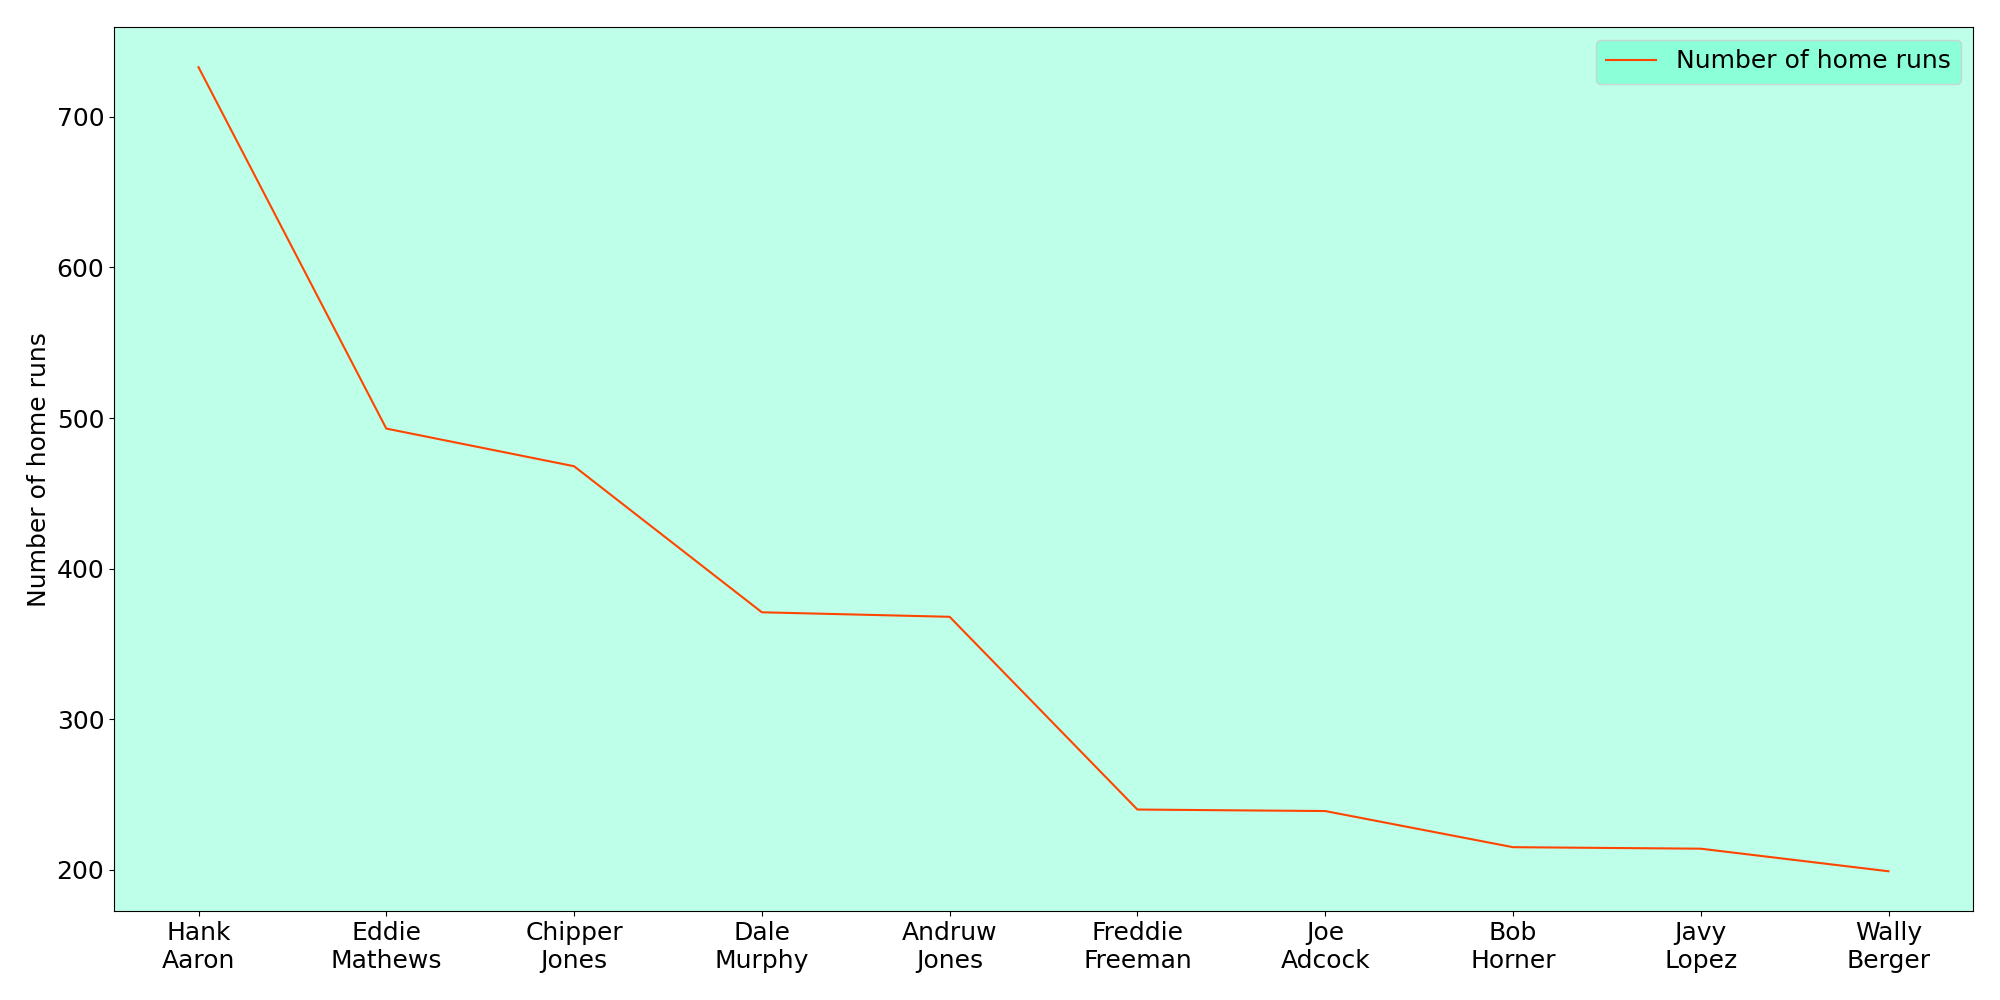 Number of home runs
700
600
500
400
300
200
Number of home runs
Hank Aaron
Eddie Mathews
Chipper Jones
Dale Murphy
Andruw Jones
Freddie Freeman
Joe Adcock
Bob Horner
Javy Lopez
Wally Berger